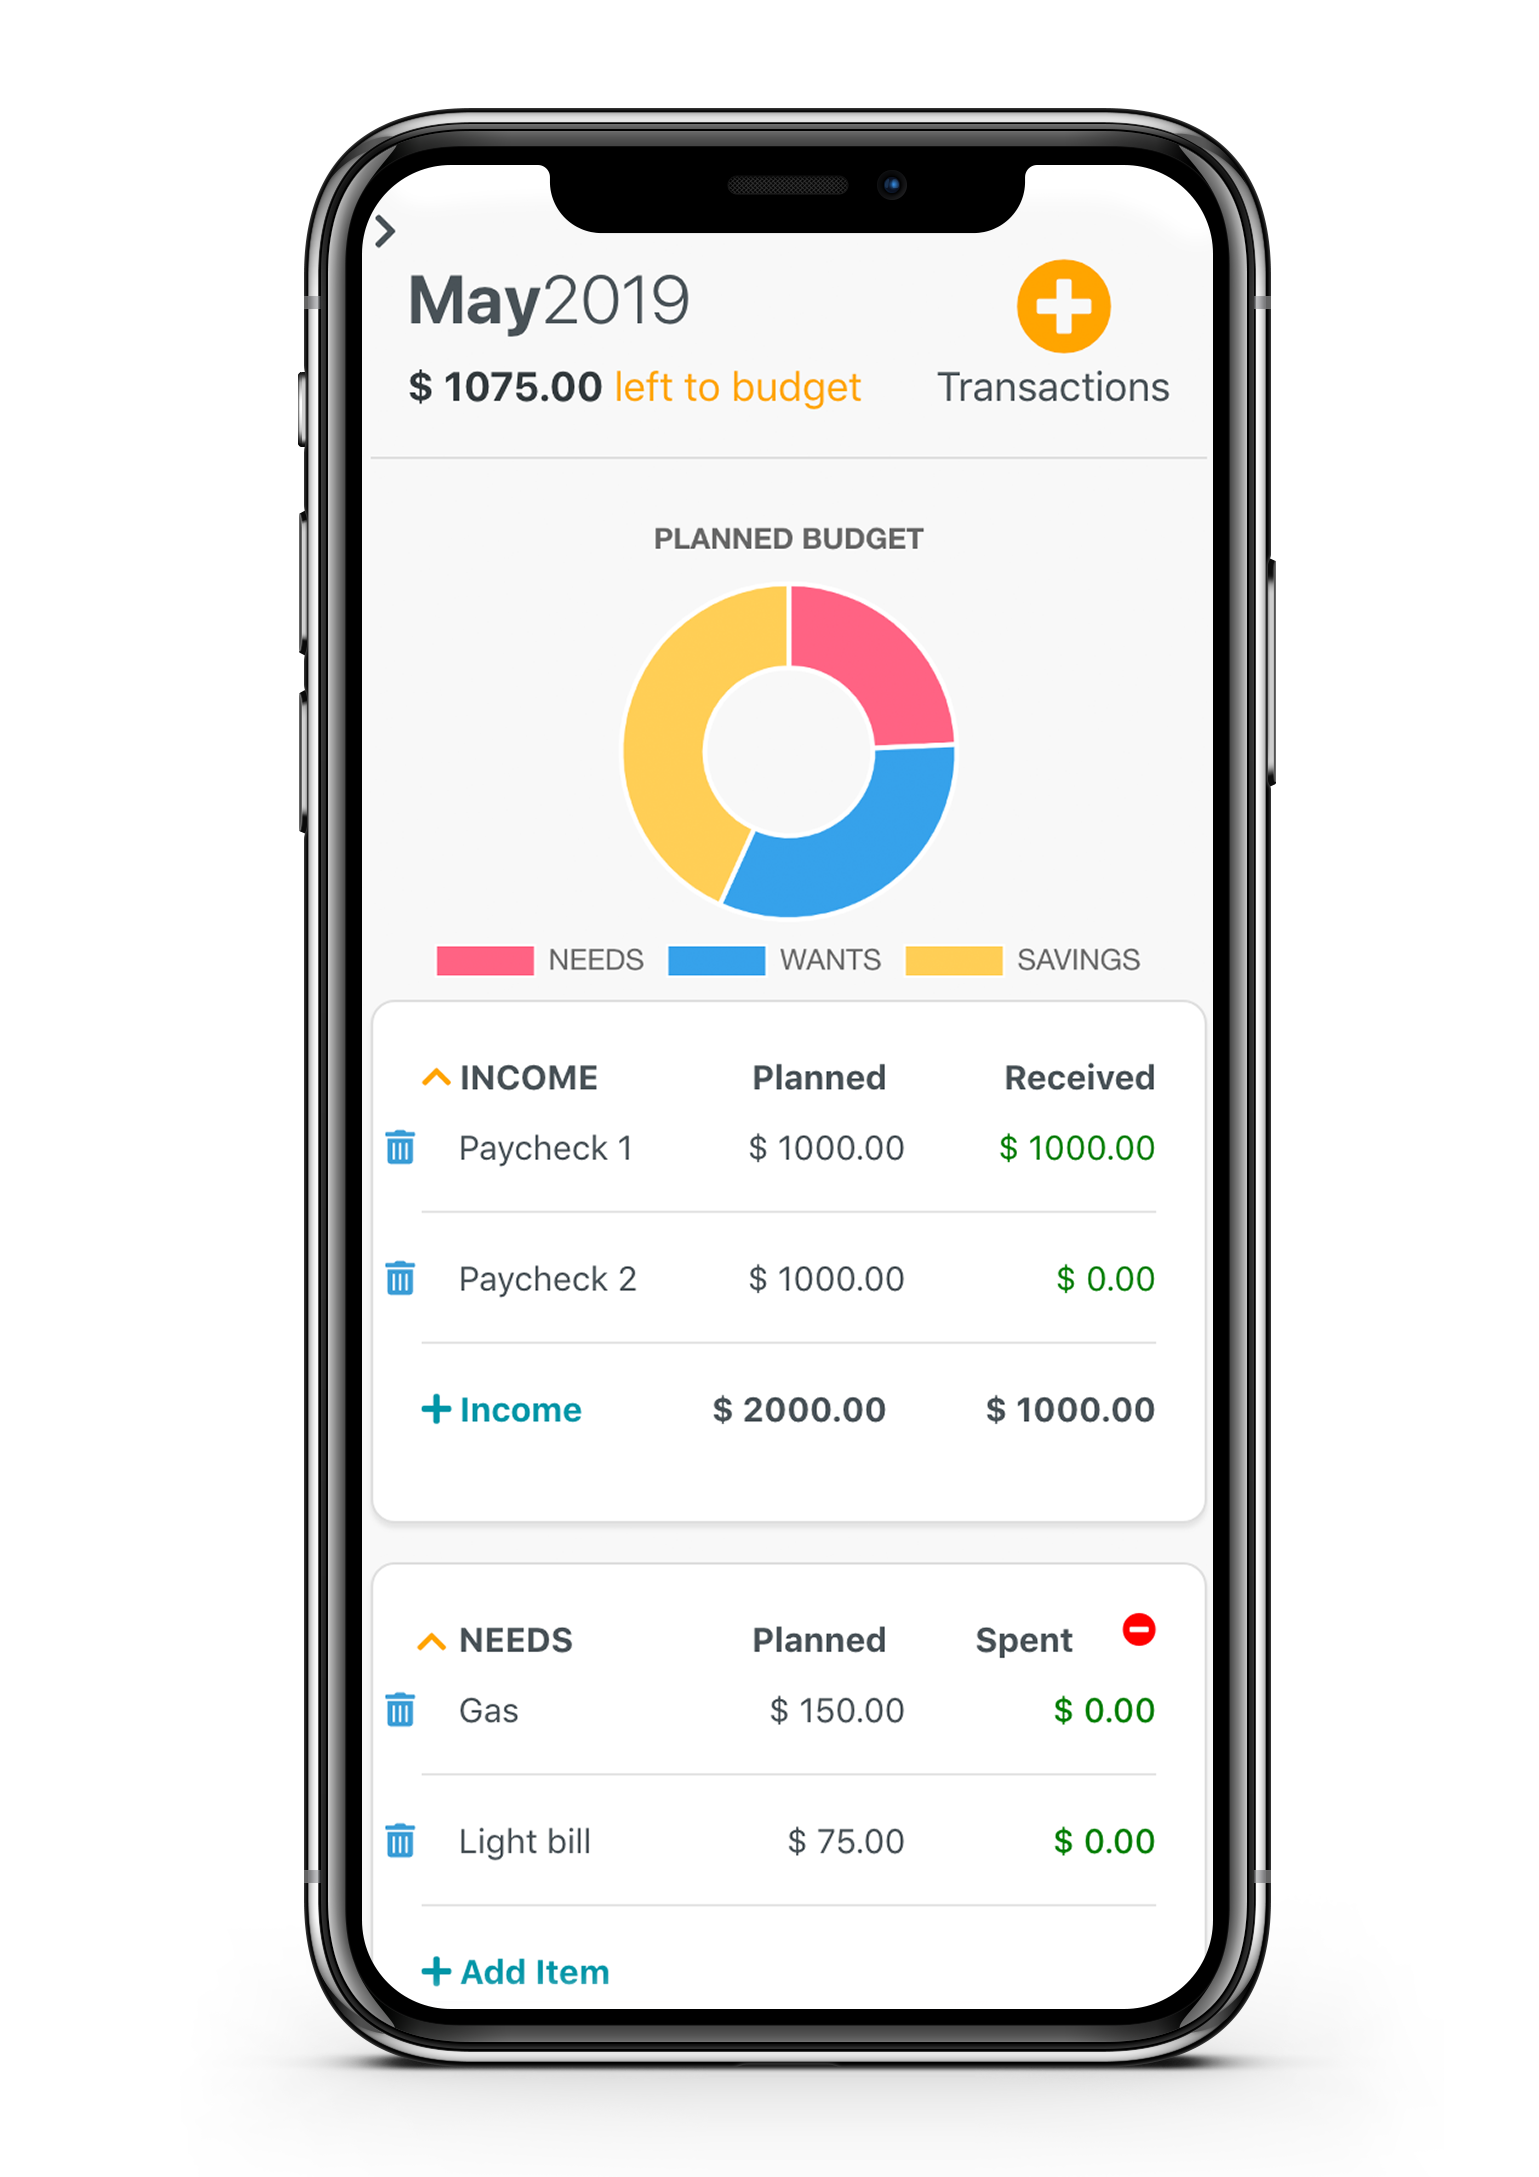 May2019
$ 1075.00 left to budget
Transactions
PLANNED BUDGET
NEEDS WANTS SAVINGS
INCOME Planned Received
Paycheck 1 $ 1000.00 $ 1000.00
Paycheck 2 $ 1000.00 $ 0.00
+ Income $ 2000.00 $ 1000.00
NEEDS Planned Spent
Gas $ 150.00 $ 0.00
Light bill $ 75.00 $ 0.00
+ Add Item